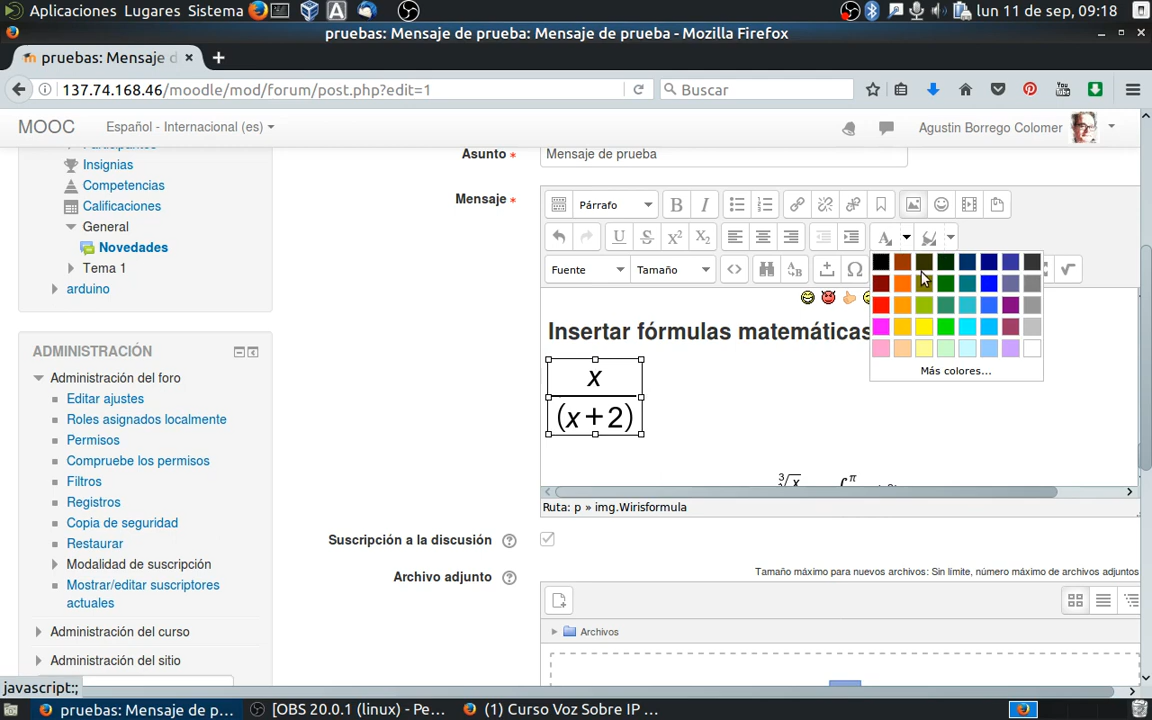 Aplicaciones Lugares Sistema lun 11 de sep, 09:18
pruebas: Mensaje de prueba: Mensaje de prueba - Mozilla Firefox
pruebas: Mensaje d
137.74.168.46/moodle/mod/forum/post.php?edit=1
Buscar
You Tube
MOOC
Español - Internacional (es)
Agustin Borrego Colomer
Insignias
Competencias
Calificaciones
General
Novedades
Tema 1
arduino
ADMINISTRACIÓN
Administración del foro
Editar ajustes
Roles asignados localmente
Permisos
Compruebe los permisos
Filtros
Registros
Copia de seguridad
Restaurar
Modalidad de suscripción
Mostrar/editar suscriptores
actuales
Administración del curso
Administración del sitio
javascript:;
Asunto *
Mensaje de prueba
Mensaje *
Párrafo
B I
U S X² X₂
Fuente
Tamaño
Más colores...
Insertar fórmulas matemáticas
x
(x+2)
Ruta: p » img.Wirisformula
Suscripción a la discusión
Archivo adjunto
Tamaño máximo para nuevos archivos: Sin límite, número máximo de archivos adjuntos
Archivos
pruebas: Mensaje de p...
[OBS 20.0.1 (linux) - Pe...
(1) Curso Voz Sobre IP ...